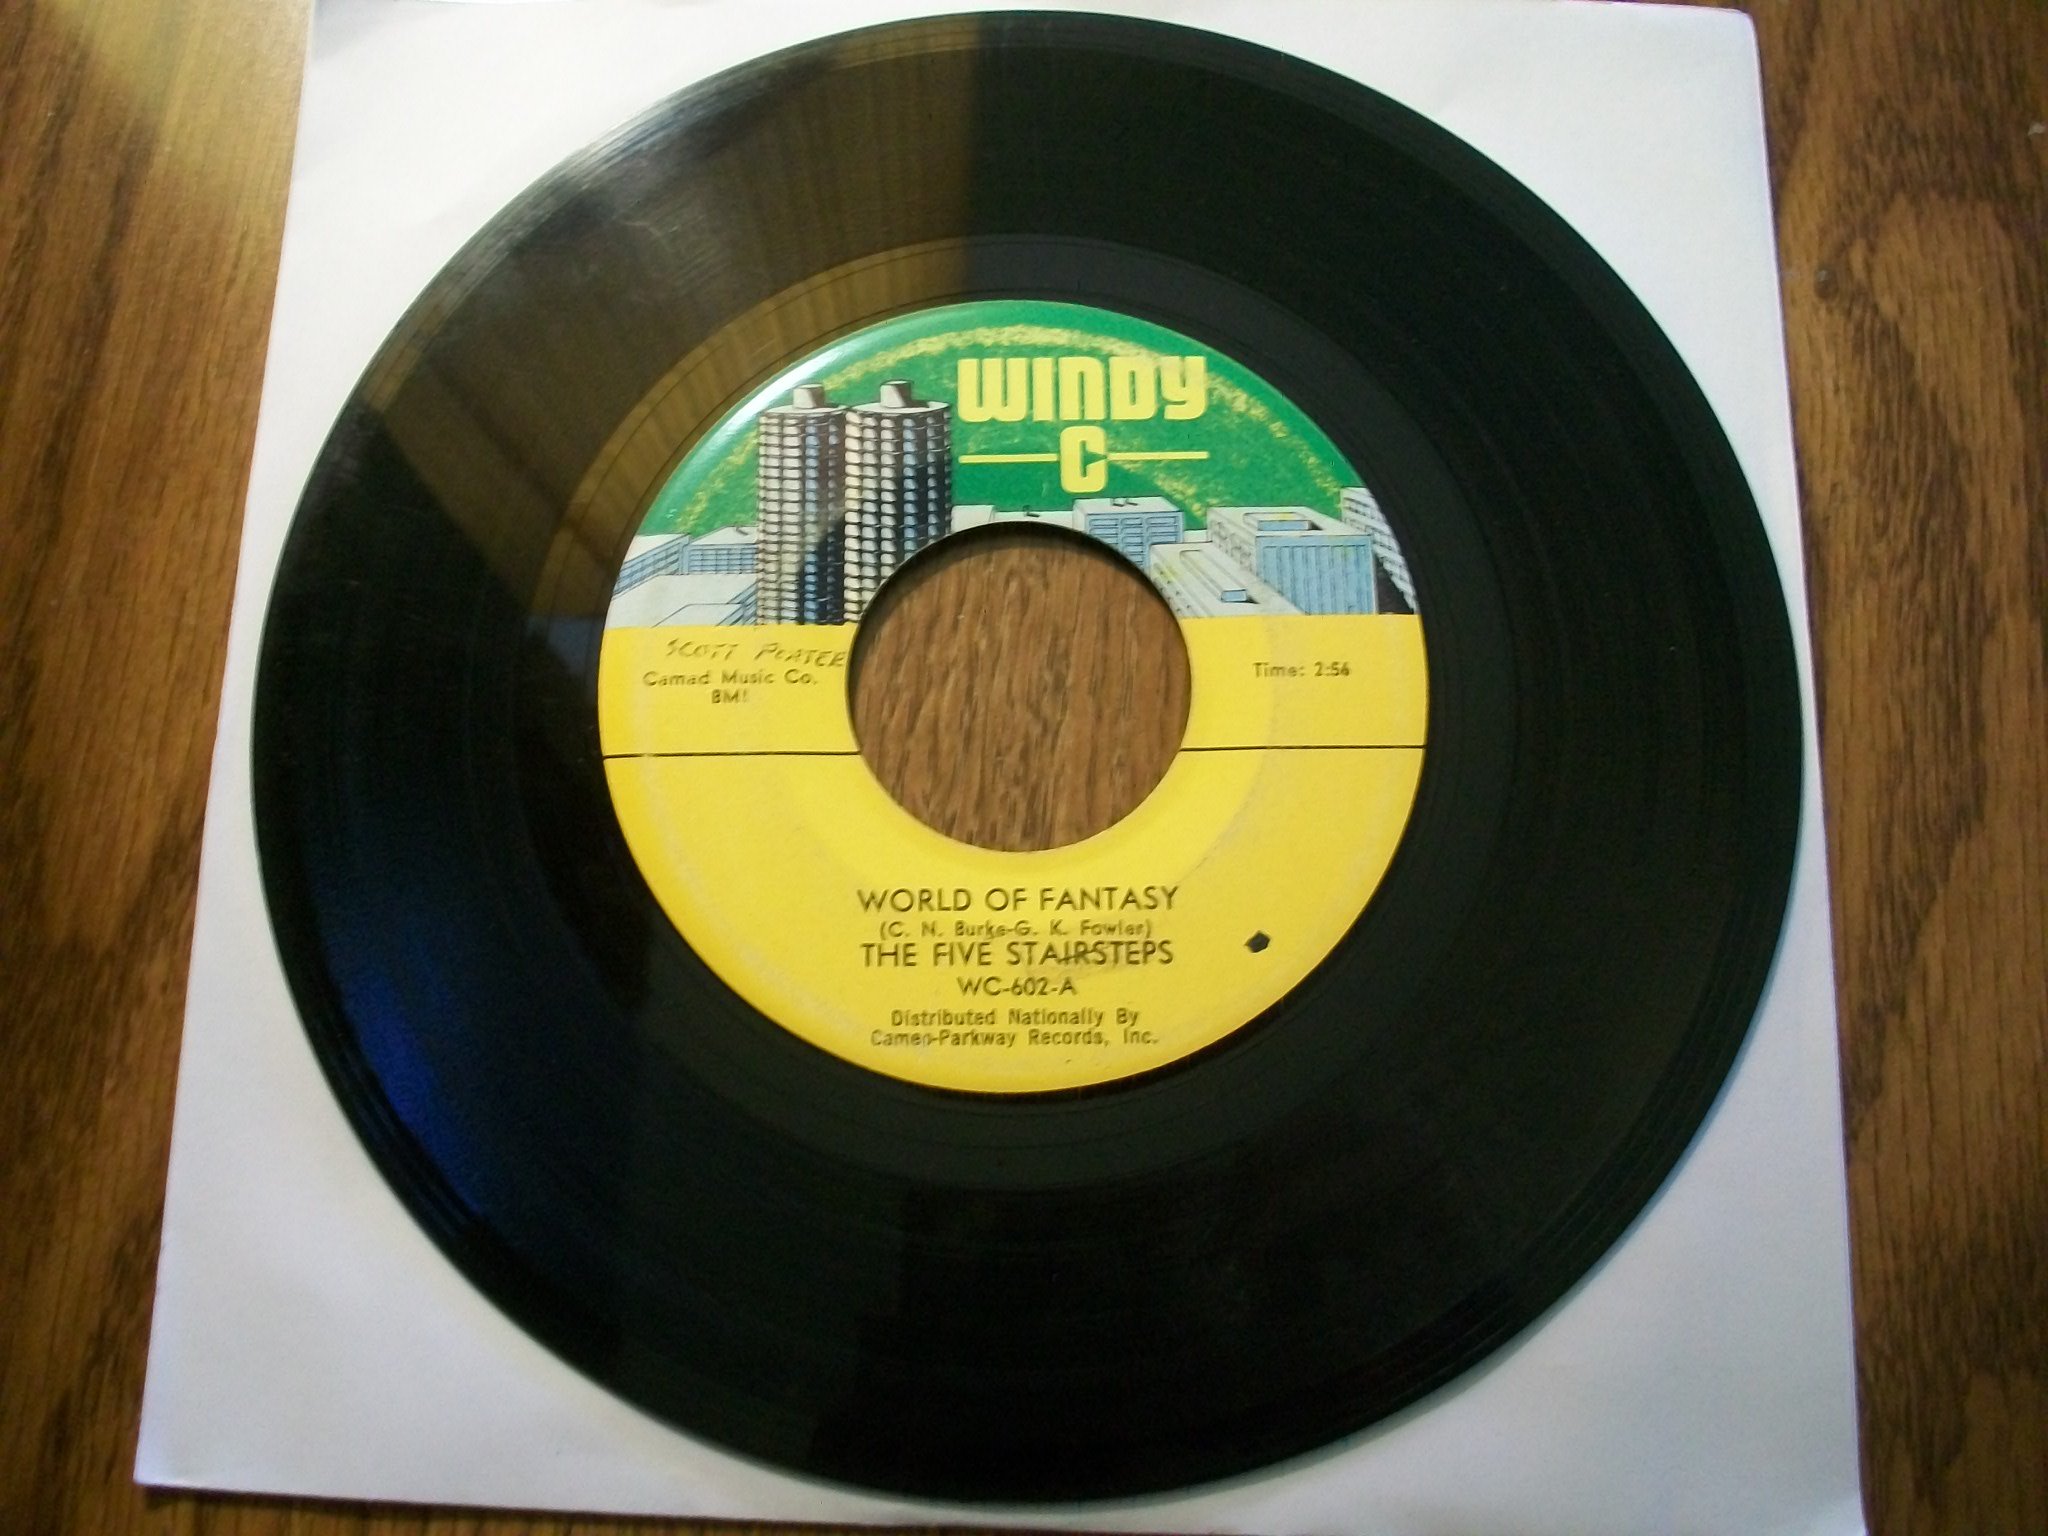 WINDY
C
SCOTT PORTER
Camad Music Co.
BMI
Time: 2:56
WORLD OF FANTASY
(C. N. Burke-G. K. Fowler)
THE FIVE STAIRSTEPS
WC-602-A
Distributed Nationally By
Cameo-Parkway Records, Inc.